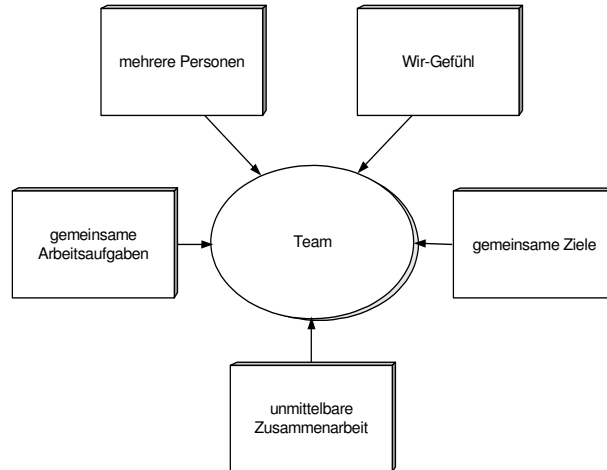 mehrere Personen
Wir-Gefühl
gemeinsame
Arbeitsaufgaben
Team
gemeinsame Ziele
unmittelbare
Zusammenarbeit